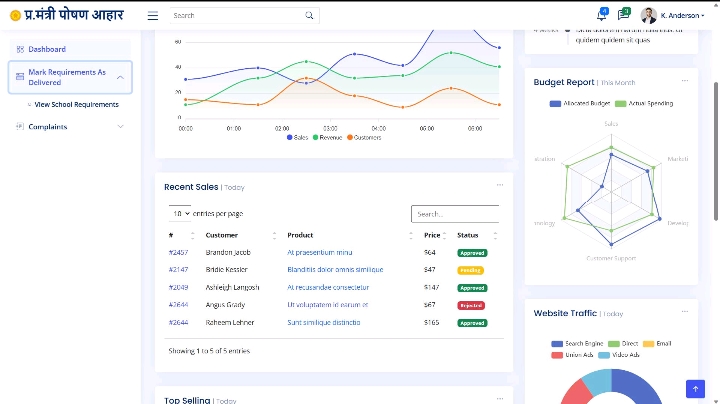 प्र.मंत्री पोषण आहार
Search
4
3
K. Anderson
Dashboard
Mark Requirements As
Delivered
View School Requirements
Complaints
60
40
20
0
00:00 01:00 02:00 03:00 04:00 05:00 06:00
Sales Revenue Customers
Recent Sales | Today
10 entries per page
Search...
# Customer Product Price Status
#2457 Brandon Jacob At praesentium minu $64 Approved
#2147 Bridie Kessler Blanditiis dolor omnis similique $47 Pending
#2049 Ashleigh Langosh At recusandae consectetur $147 Approved
#2644 Angus Grady Ut voluptatem id earum et $67 Rejected
#2644 Raheem Lehner Sunt similique distinctio $165 Approved
Showing 1 to 5 of 5 entries
Top Selling | Today
quidem quidem sit quas
Budget Report | This Month
Allocated Budget Actual Spending
Sales
Customer Support
Website Traffic | Today
Search Engine Direct Email
Union Ads Video Ads